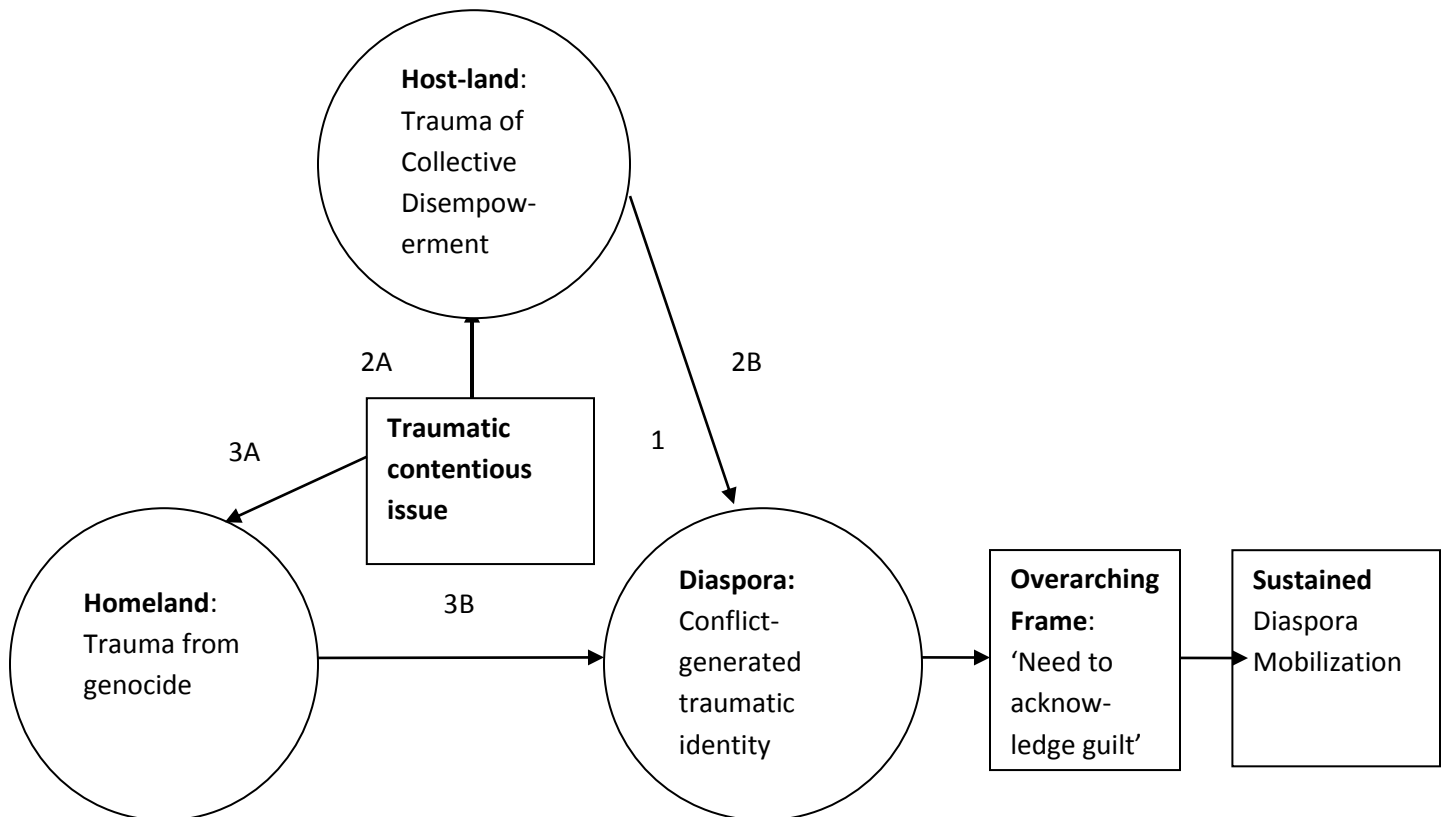 Host-land:
Trauma of
Collective
Disempow-
erment
2A
2B
Traumatic
contentious
issue
1
3A
Homeland:
Trauma from
genocide
3B
Diaspora:
Conflict-
generated
traumatic
identity
Overarching
Frame:
‘Need to
acknow-
ledge guilt’
Sustained
Diaspora
Mobilization